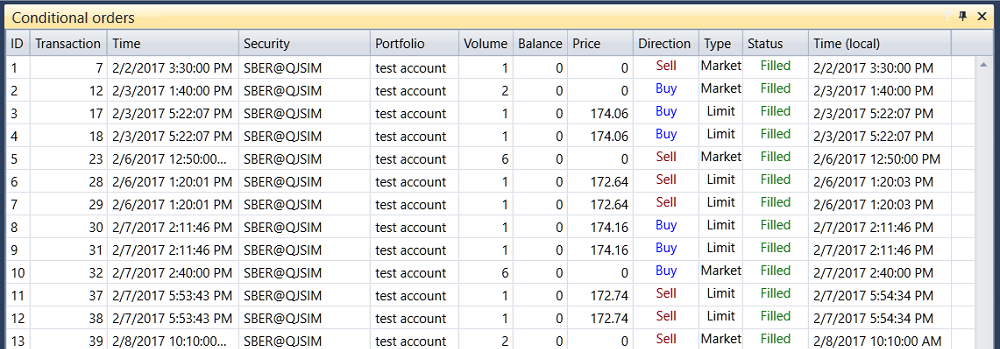 Conditional orders
ID Transaction Time Security Portfolio Volume Balance Price Direction Type Status Time (local)
1 7 2/2/2017 3:30:00 PM SBER@QJSIM test account 1 0 0 Sell Market Filled 2/2/2017 3:30:00 PM
2 12 2/3/2017 1:40:00 PM SBER@QJSIM test account 2 0 0 Buy Market Filled 2/3/2017 1:40:00 PM
3 17 2/3/2017 5:22:07 PM SBER@QJSIM test account 1 0 174.06 Buy Limit Filled 2/3/2017 5:22:07 PM
4 18 2/3/2017 5:22:07 PM SBER@QJSIM test account 1 0 174.06 Buy Limit Filled 2/3/2017 5:22:07 PM
5 23 2/6/2017 12:50:00... SBER@QJSIM test account 6 0 0 Sell Market Filled 2/6/2017 12:50:00 PM
6 28 2/6/2017 1:20:01 PM SBER@QJSIM test account 1 0 172.64 Sell Limit Filled 2/6/2017 1:20:03 PM
7 29 2/6/2017 1:20:01 PM SBER@QJSIM test account 1 0 172.64 Sell Limit Filled 2/6/2017 1:20:03 PM
8 30 2/7/2017 2:11:46 PM SBER@QJSIM test account 1 0 174.16 Buy Limit Filled 2/7/2017 2:11:46 PM
9 31 2/7/2017 2:11:46 PM SBER@QJSIM test account 1 0 174.16 Buy Limit Filled 2/7/2017 2:11:46 PM
10 32 2/7/2017 2:40:00 PM SBER@QJSIM test account 6 0 0 Buy Market Filled 2/7/2017 2:40:00 PM
11 37 2/7/2017 5:53:43 PM SBER@QJSIM test account 1 0 172.74 Sell Limit Filled 2/7/2017 5:54:34 PM
12 38 2/7/2017 5:53:43 PM SBER@QJSIM test account 1 0 172.74 Sell Limit Filled 2/7/2017 5:54:34 PM
13 39 2/8/2017 10:10:00... SBER@QJSIM test account 2 0 0 Sell Market Filled 2/8/2017 10:10:00 AM